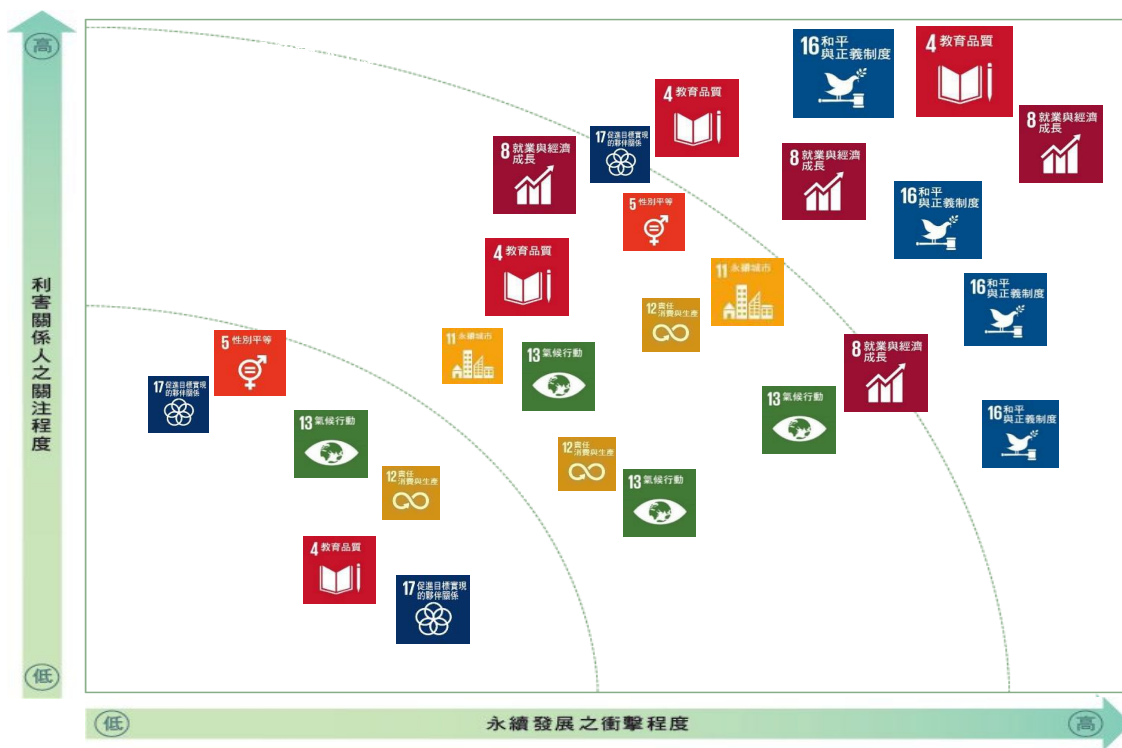 高
16 和平
與正義制度
4 教育品質
4 教育品質
8 就業與經濟
成長
17 促進目標實現
的夥伴關係
8 就業與經濟
成長
8 就業與經濟
成長
5 性別平等
16 和平
與正義制度
4 教育品質
11 永續城市
16 和平
與正義制度
利害關係人之關注程度
12 責任
消費與生產
5 性別平等
11 永續城市
13 氣候行動
8 就業與經濟
成長
17 促進目標實現
的夥伴關係
13 氣候行動
16 和平
與正義制度
13 氣候行動
12 責任
消費與生產
12 責任
消費與生產
13 氣候行動
4 教育品質
17 促進目標實現
的夥伴關係
低
低
永續發展之衝擊程度
高